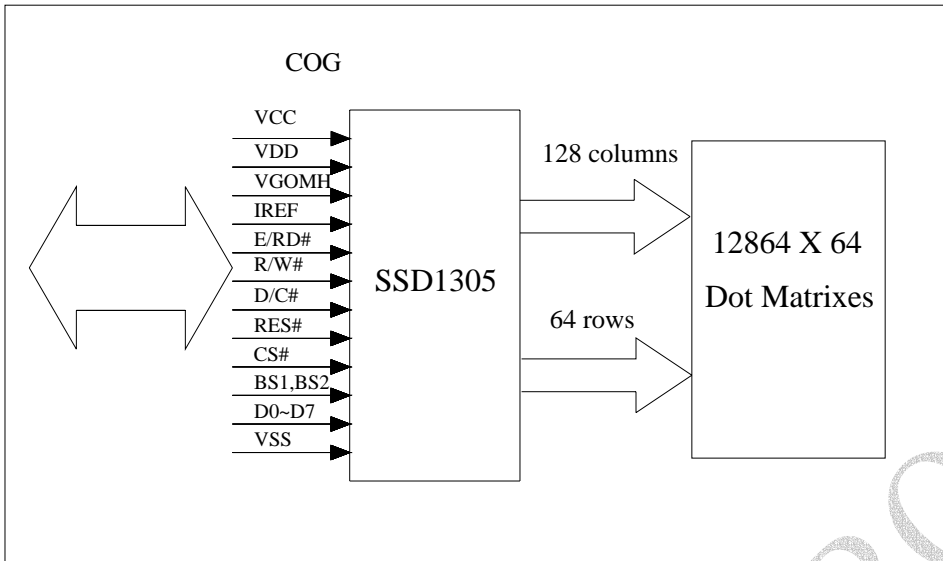 COG
VCC
VDD
VGOMH
IREF
E/RD#
R/W#
D/C#
RES#
CS#
BS1,BS2
D0~D7
VSS
SSD1305
128 columns
64 rows
12864 X 64
Dot Matrixes